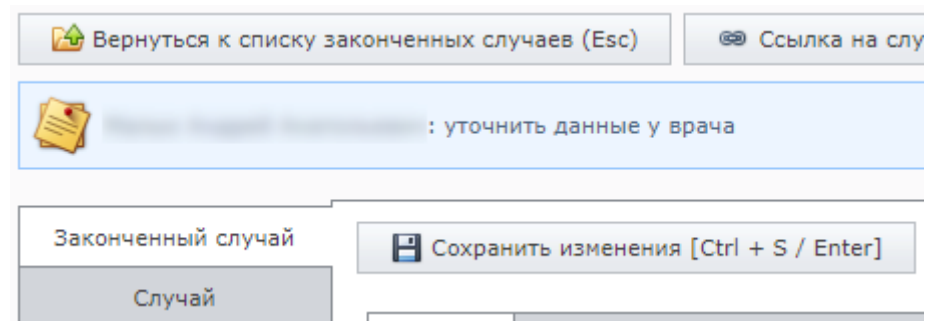 Вернуться к списку законченных случаев (Esc)
Ссылка на слу
: уточнить данные у врача
Законченный случай
Сохранить изменения [Ctrl + S / Enter]
Случай